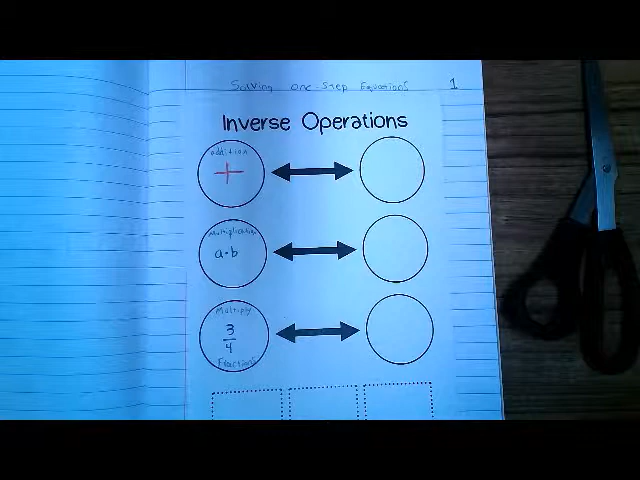 Solving one-Step Equations 1
Inverse Operations
addition
+
Multiplication
a·b
Multiply
3
4
Fractions